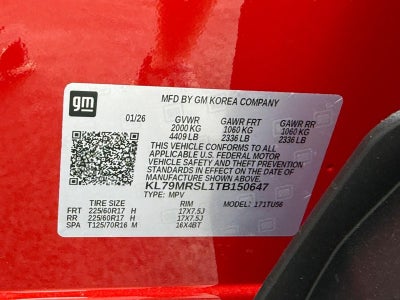 gm
MFD BY GM KOREA COMPANY
01/26 GVWR GAWR FRT GAWR RR
2000 KG 1060 KG 1060 KG
4409 LB 2336 LB 2336 LB
THIS VEHICLE CONFORMS TO ALL
APPLICABLE U.S. FEDERAL MOTOR
VEHICLE SAFETY AND THEFT PREVENTION
STANDARDS IN EFFECT ON THE DATE OF
MANUFACTURE SHOWN ABOVE.
KL79MRSL1TB150647
TYPE: MPV MODEL: 1TU56
TIRE SIZE RIM
FRT 225/60R17 H 17X7.5J
RR 225/60R17 H 17X7.5J
SPA T125/70R16 M 16X4BT